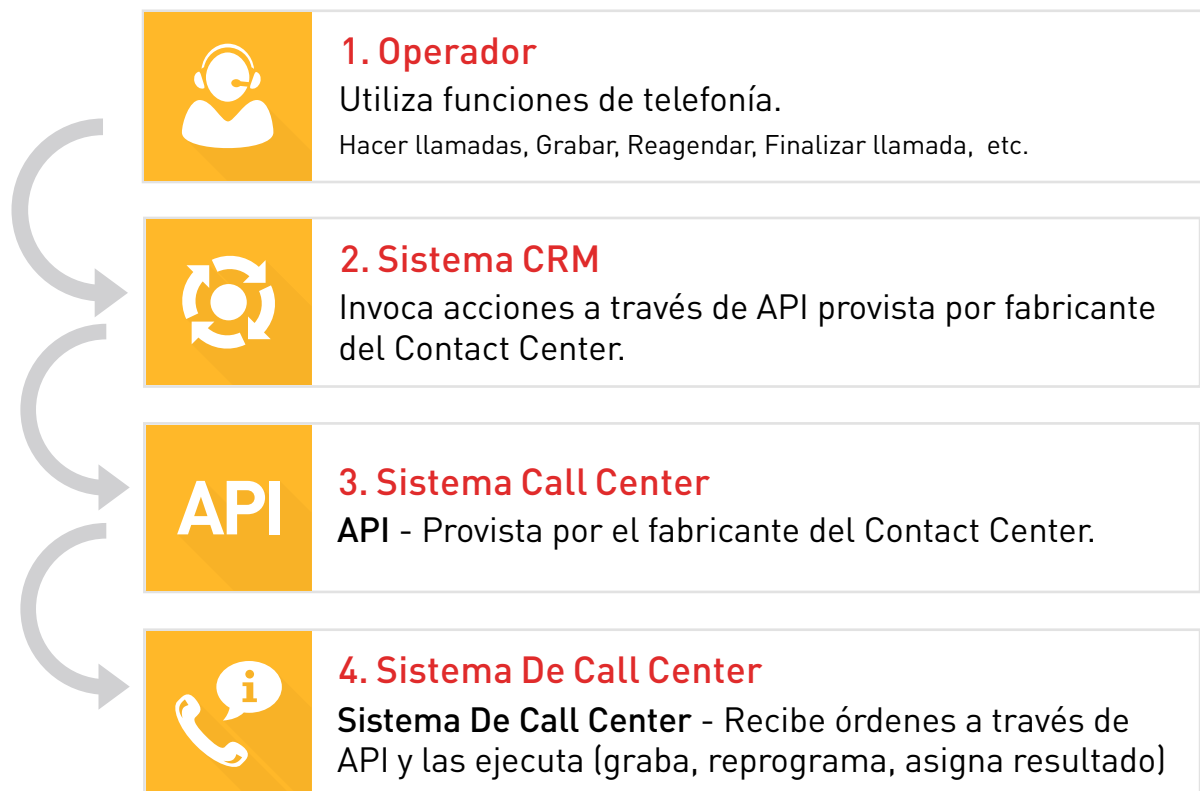 1. Operador
Utiliza funciones de telefonía.
Hacer llamadas, Grabar, Reagendar, Finalizar llamada, etc.
2. Sistema CRM
Invoca acciones a través de API provista por fabricante
del Contact Center.
API
3. Sistema Call Center
API - Provista por el fabricante del Contact Center.
i
4. Sistema De Call Center
Sistema De Call Center - Recibe órdenes a través de
API y las ejecuta (graba, reprograma, asigna resultado)